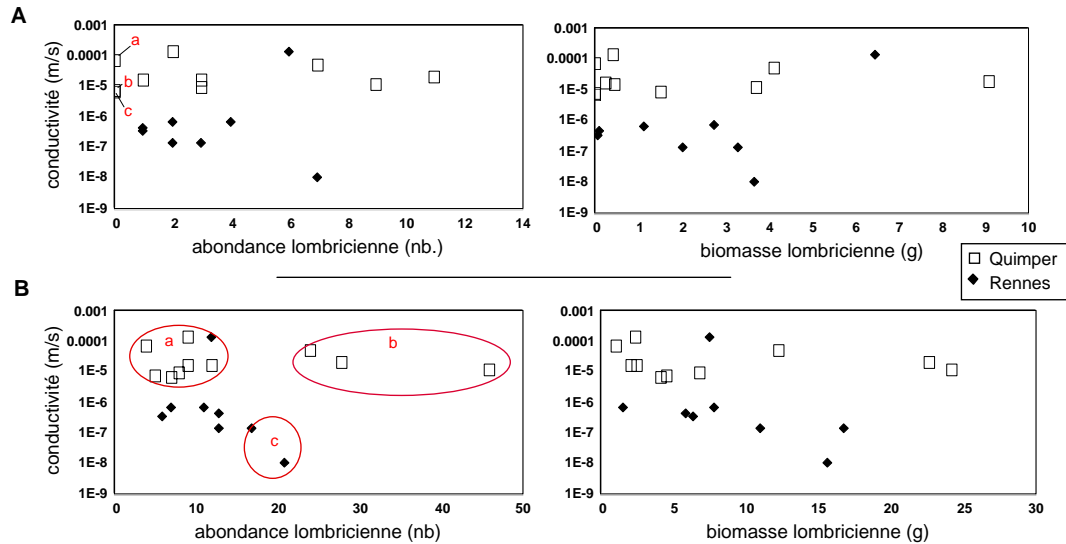 A
conductivité (m/s)
0.001
0.0001
1E-5
1E-6
1E-7
1E-8
1E-9
a
b
c
0 2 4 6 8 10 12 14
abondance lombricienne (nb.)
0.001
0.0001
1E-5
1E-6
1E-7
1E-8
1E-9
0 1 2 3 4 5 6 7 8 9 10
biomasse lombricienne (g)
Quimper
Rennes
B
conductivité (m/s)
0.001
0.0001
1E-5
1E-6
1E-7
1E-8
1E-9
a
b
c
0 10 20 30 40 50
abondance lombricienne (nb)
0.001
0.0001
1E-5
1E-6
1E-7
1E-8
1E-9
0 5 10 15 20 25 30
biomasse lombricienne (g)